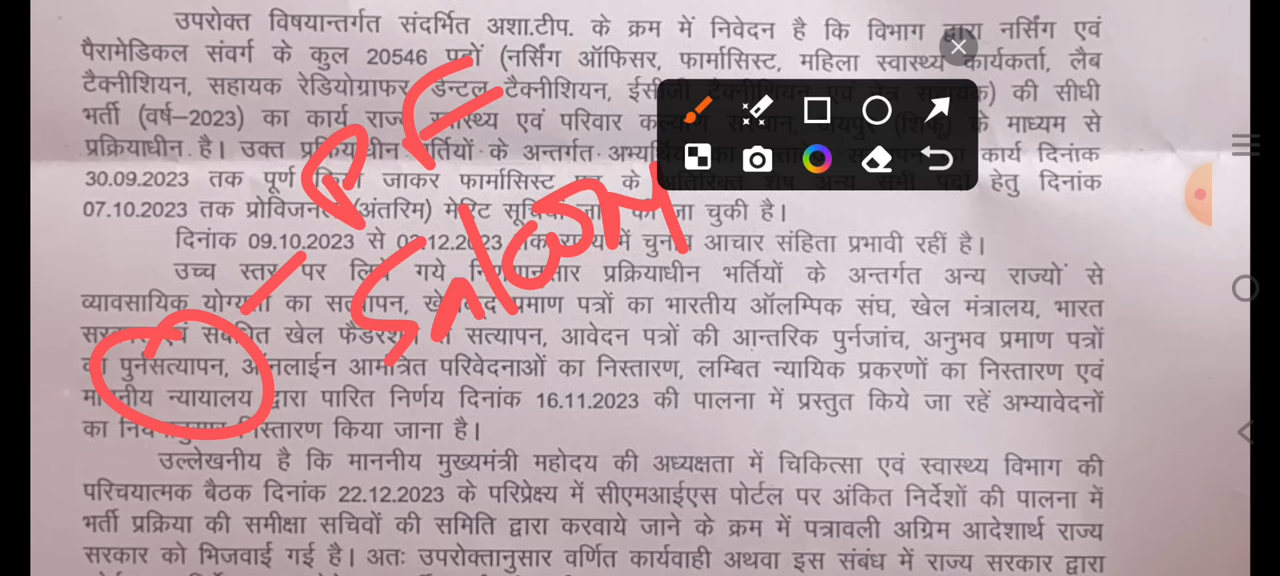 उपरोक्त विषयान्तर्गत संदर्भित अशा.टीप. के क्रम में निवेदन है कि विभाग द्वारा नर्सिंग एवं
पैरामेडिकल संवर्ग के कुल 20546 पदों (नर्सिंग ऑफिसर, फार्मासिस्ट, महिला स्वास्थ्य कार्यकर्ता, लैब
टैक्नीशियन, सहायक रेडियोग्राफर, डेन्टल टैक्नीशियन, की सीधी
भर्ती (वर्ष–2023) का कार्य राज्य स्वास्थ्य एवं परिवार के माध्यम से
प्रक्रियाधीन है। उक्त भर्तियों के अन्तर्गत कार्य दिनांक
30.09.2023 तक पूर्ण किया जाकर फार्मासिस्ट के हेतु दिनांक
07.10.2023 तक (अंतरिम) मेरिट जा चुकी है।
दिनांक 09.10.2023 से में चुनाव आचार संहिता प्रभावी रहीं है।
उच्च स्तर पर लिये गये प्रक्रियाधीन भर्तियों के अन्तर्गत अन्य राज्यों से
व्यावसायिक योग्यता का सत्यापन, प्रमाण पत्रों का भारतीय ओलम्पिक संघ, खेल मंत्रालय, भारत
खेल सत्यापन, आवेदन पत्रों की आन्तरिक पुर्नजांच, अनुभव प्रमाण पत्रों
का पुर्नसत्यापन, ऑनलाईन आमंत्रित परिवेदनाओं का निस्तारण, लम्बित न्यायिक प्रकरणों का निस्तारण एवं
माननीय न्यायालय द्वारा पारित निर्णय दिनांक 16.11.2023 की पालना में प्रस्तुत किये जा रहें अभ्यावेदनों
का निस्तारण किया जाना है।
उल्लेखनीय है कि माननीय मुख्यमंत्री महोदय की अध्यक्षता में चिकित्सा एवं स्वास्थ्य विभाग की
परिचयात्मक बैठक दिनांक 22.12.2023 के परिप्रेक्ष्य में सीएमआईएस पोर्टल पर अंकित निर्देशों की पालना में
भर्ती प्रक्रिया की समीक्षा सचिवों की समिति द्वारा करवाये जाने के क्रम में पत्रावली अग्रिम आदेशार्थ राज्य
सरकार को भिजवाई गई है। अतः उपरोक्तानुसार वर्णित कार्यवाही अथवा इस संबंध में राज्य सरकार द्वारा
PF
Salary